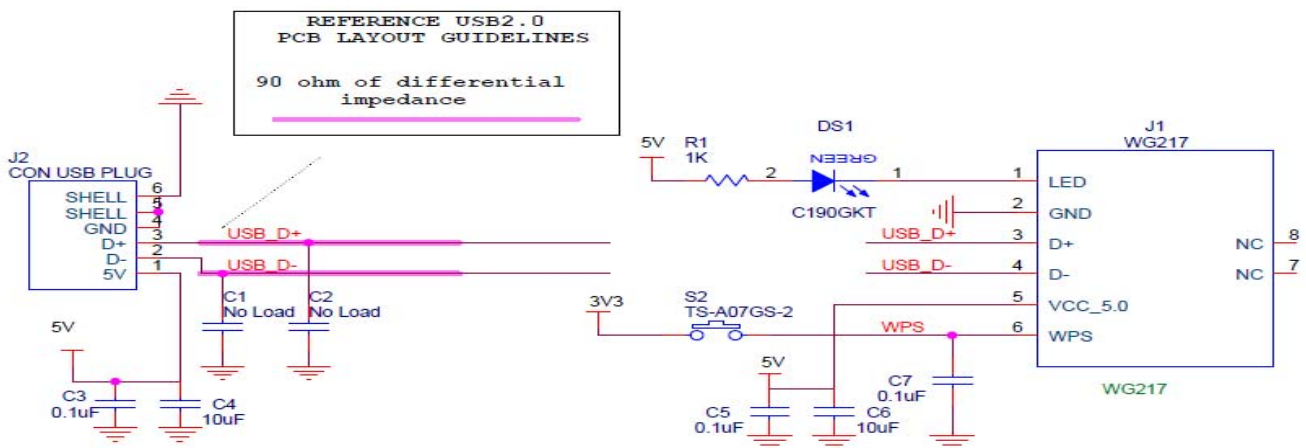 REFERENCE USB2.0
PCB LAYOUT GUIDELINES
90 ohm of differential
impedance
J2
CON USB PLUG
SHELL 6
SHELL 5
GND 4
D+ 3
D- 2
5V 1
USB_D+
USB_D-
C1
No Load
C2
No Load
5V
C3
0.1uF
C4
10uF
5V
R1
1K
DS1
GREEN
2
1
C190GKT
J1
WG217
1 LED
2 GND
USB_D+ 3 D+
USB_D- 4 D-
5 VCC_5.0
6 WPS
NC 8
NC 7
3V3
S2
TS-A07GS-2
WPS
5V
C5
0.1uF
C6
10uF
C7
0.1uF
WG217